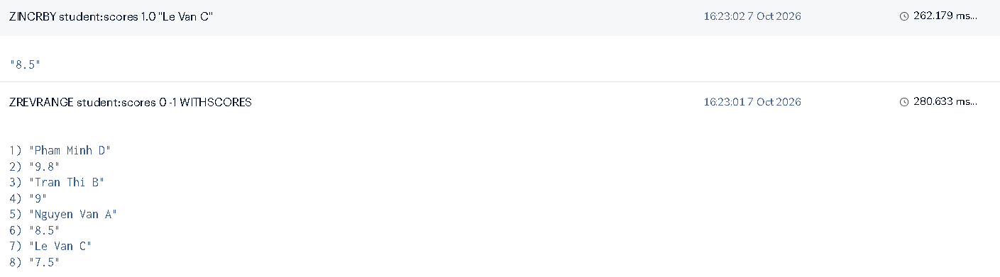 ZINCRBY student:scores 1.0 "Le Van C" 16:23:02 7 Oct 2026 262.179 ms...
"8.5"
ZREVRANGE student:scores 0 -1 WITHSCORES 16:23:01 7 Oct 2026 280.633 ms...
1) "Pham Minh D"
2) "9.8"
3) "Tran Thi B"
4) "9"
5) "Nguyen Van A"
6) "8.5"
7) "Le Van C"
8) "7.5"